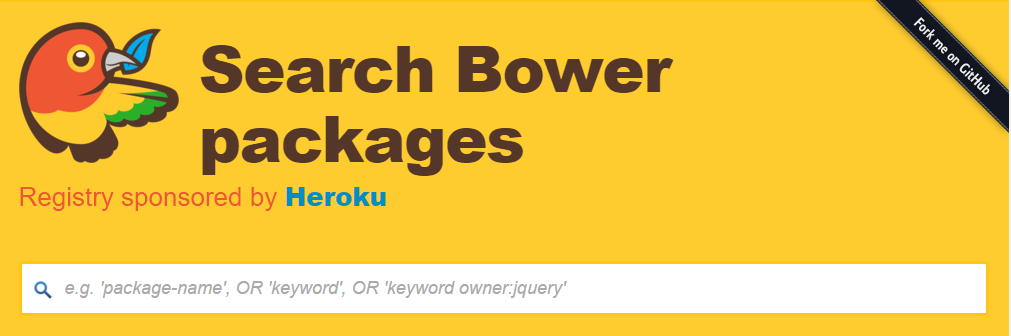 Search Bower
packages
Fork me on GitHub
Registry sponsored by Heroku
e.g. 'package-name', OR 'keyword', OR 'keyword owner:jquery'